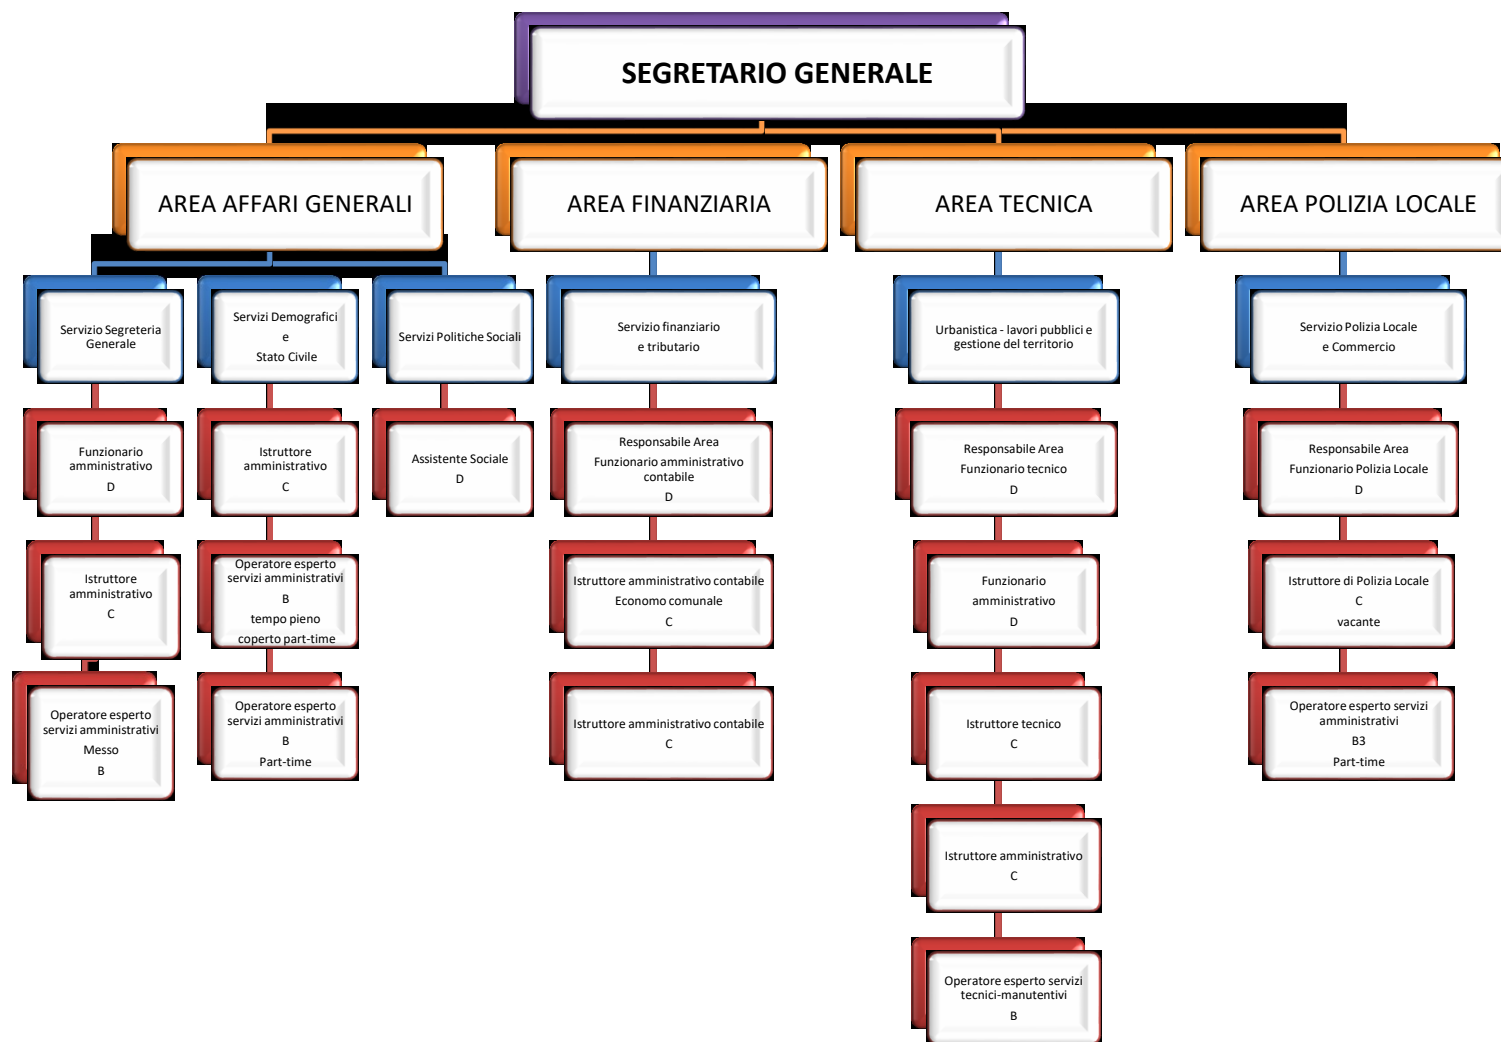 SEGRETARIO GENERALE
AREA AFFARI GENERALI
AREA FINANZIARIA
AREA TECNICA
AREA POLIZIA LOCALE
Servizio Segreteria
Generale
Servizi Demografici
e
Stato Civile
Servizi Politiche Sociali
Servizio finanziario
e tributario
Urbanistica - lavori pubblici e
gestione del territorio
Servizio Polizia Locale
e Commercio
Funzionario
amministrativo
D
Istruttore
amministrativo
C
Assistente Sociale
D
Responsabile Area
Funzionario amministrativo
contabile
D
Responsabile Area
Funzionario tecnico
D
Responsabile Area
Funzionario Polizia Locale
D
Istruttore
amministrativo
C
Operatore esperto
servizi amministrativi
B
tempo pieno
coperto part-time
Istruttore amministrativo contabile
Economo comunale
C
Funzionario
amministrativo
D
Istruttore di Polizia Locale
C
vacante
Operatore esperto
servizi amministrativi
Messo
B
Operatore esperto
servizi amministrativi
B
Part-time
Istruttore amministrativo contabile
C
Istruttore tecnico
C
Operatore esperto servizi
amministrativi
B3
Part-time
Istruttore amministrativo
C
Operatore esperto servizi
tecnici-manutentivi
B